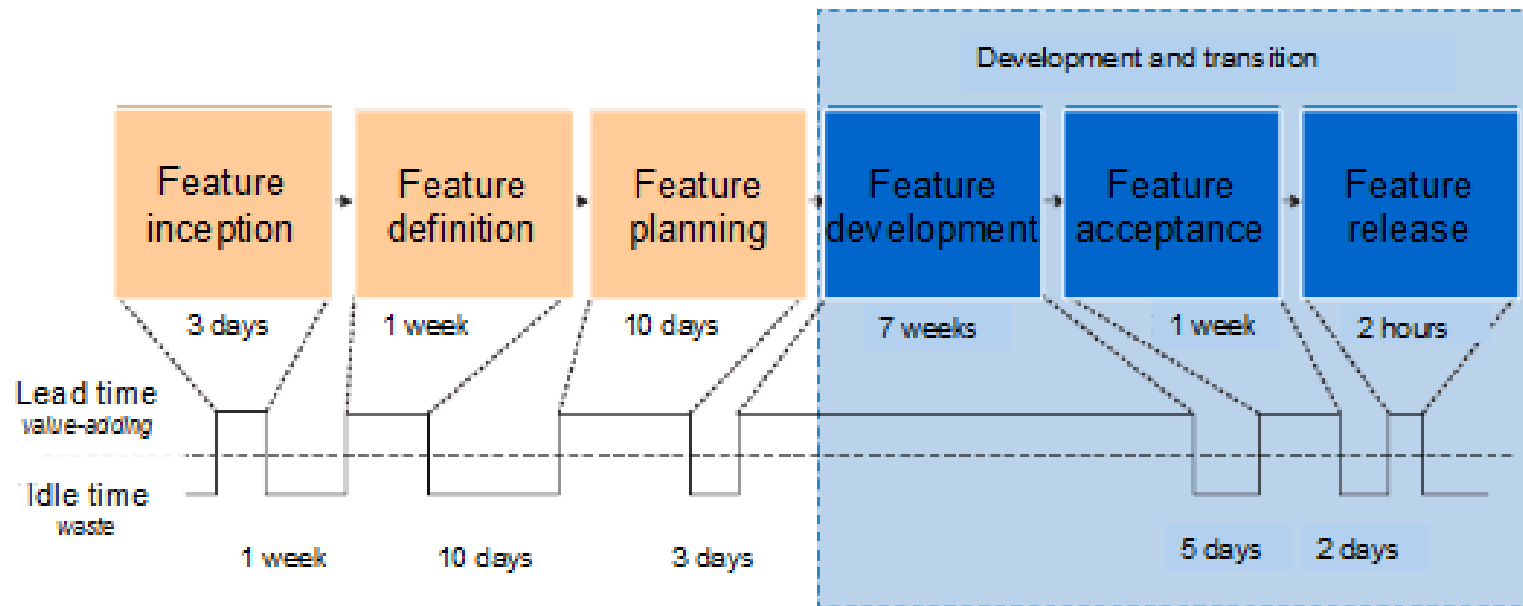 Development and transition
Feature
inception
Feature
definition
Feature
planning
Feature
development
Feature
acceptance
Feature
release
3 days
1 week
10 days
7 weeks
1 week
2 hours
Lead time
value-adding
Idle time
waste
1 week
10 days
3 days
5 days
2 days